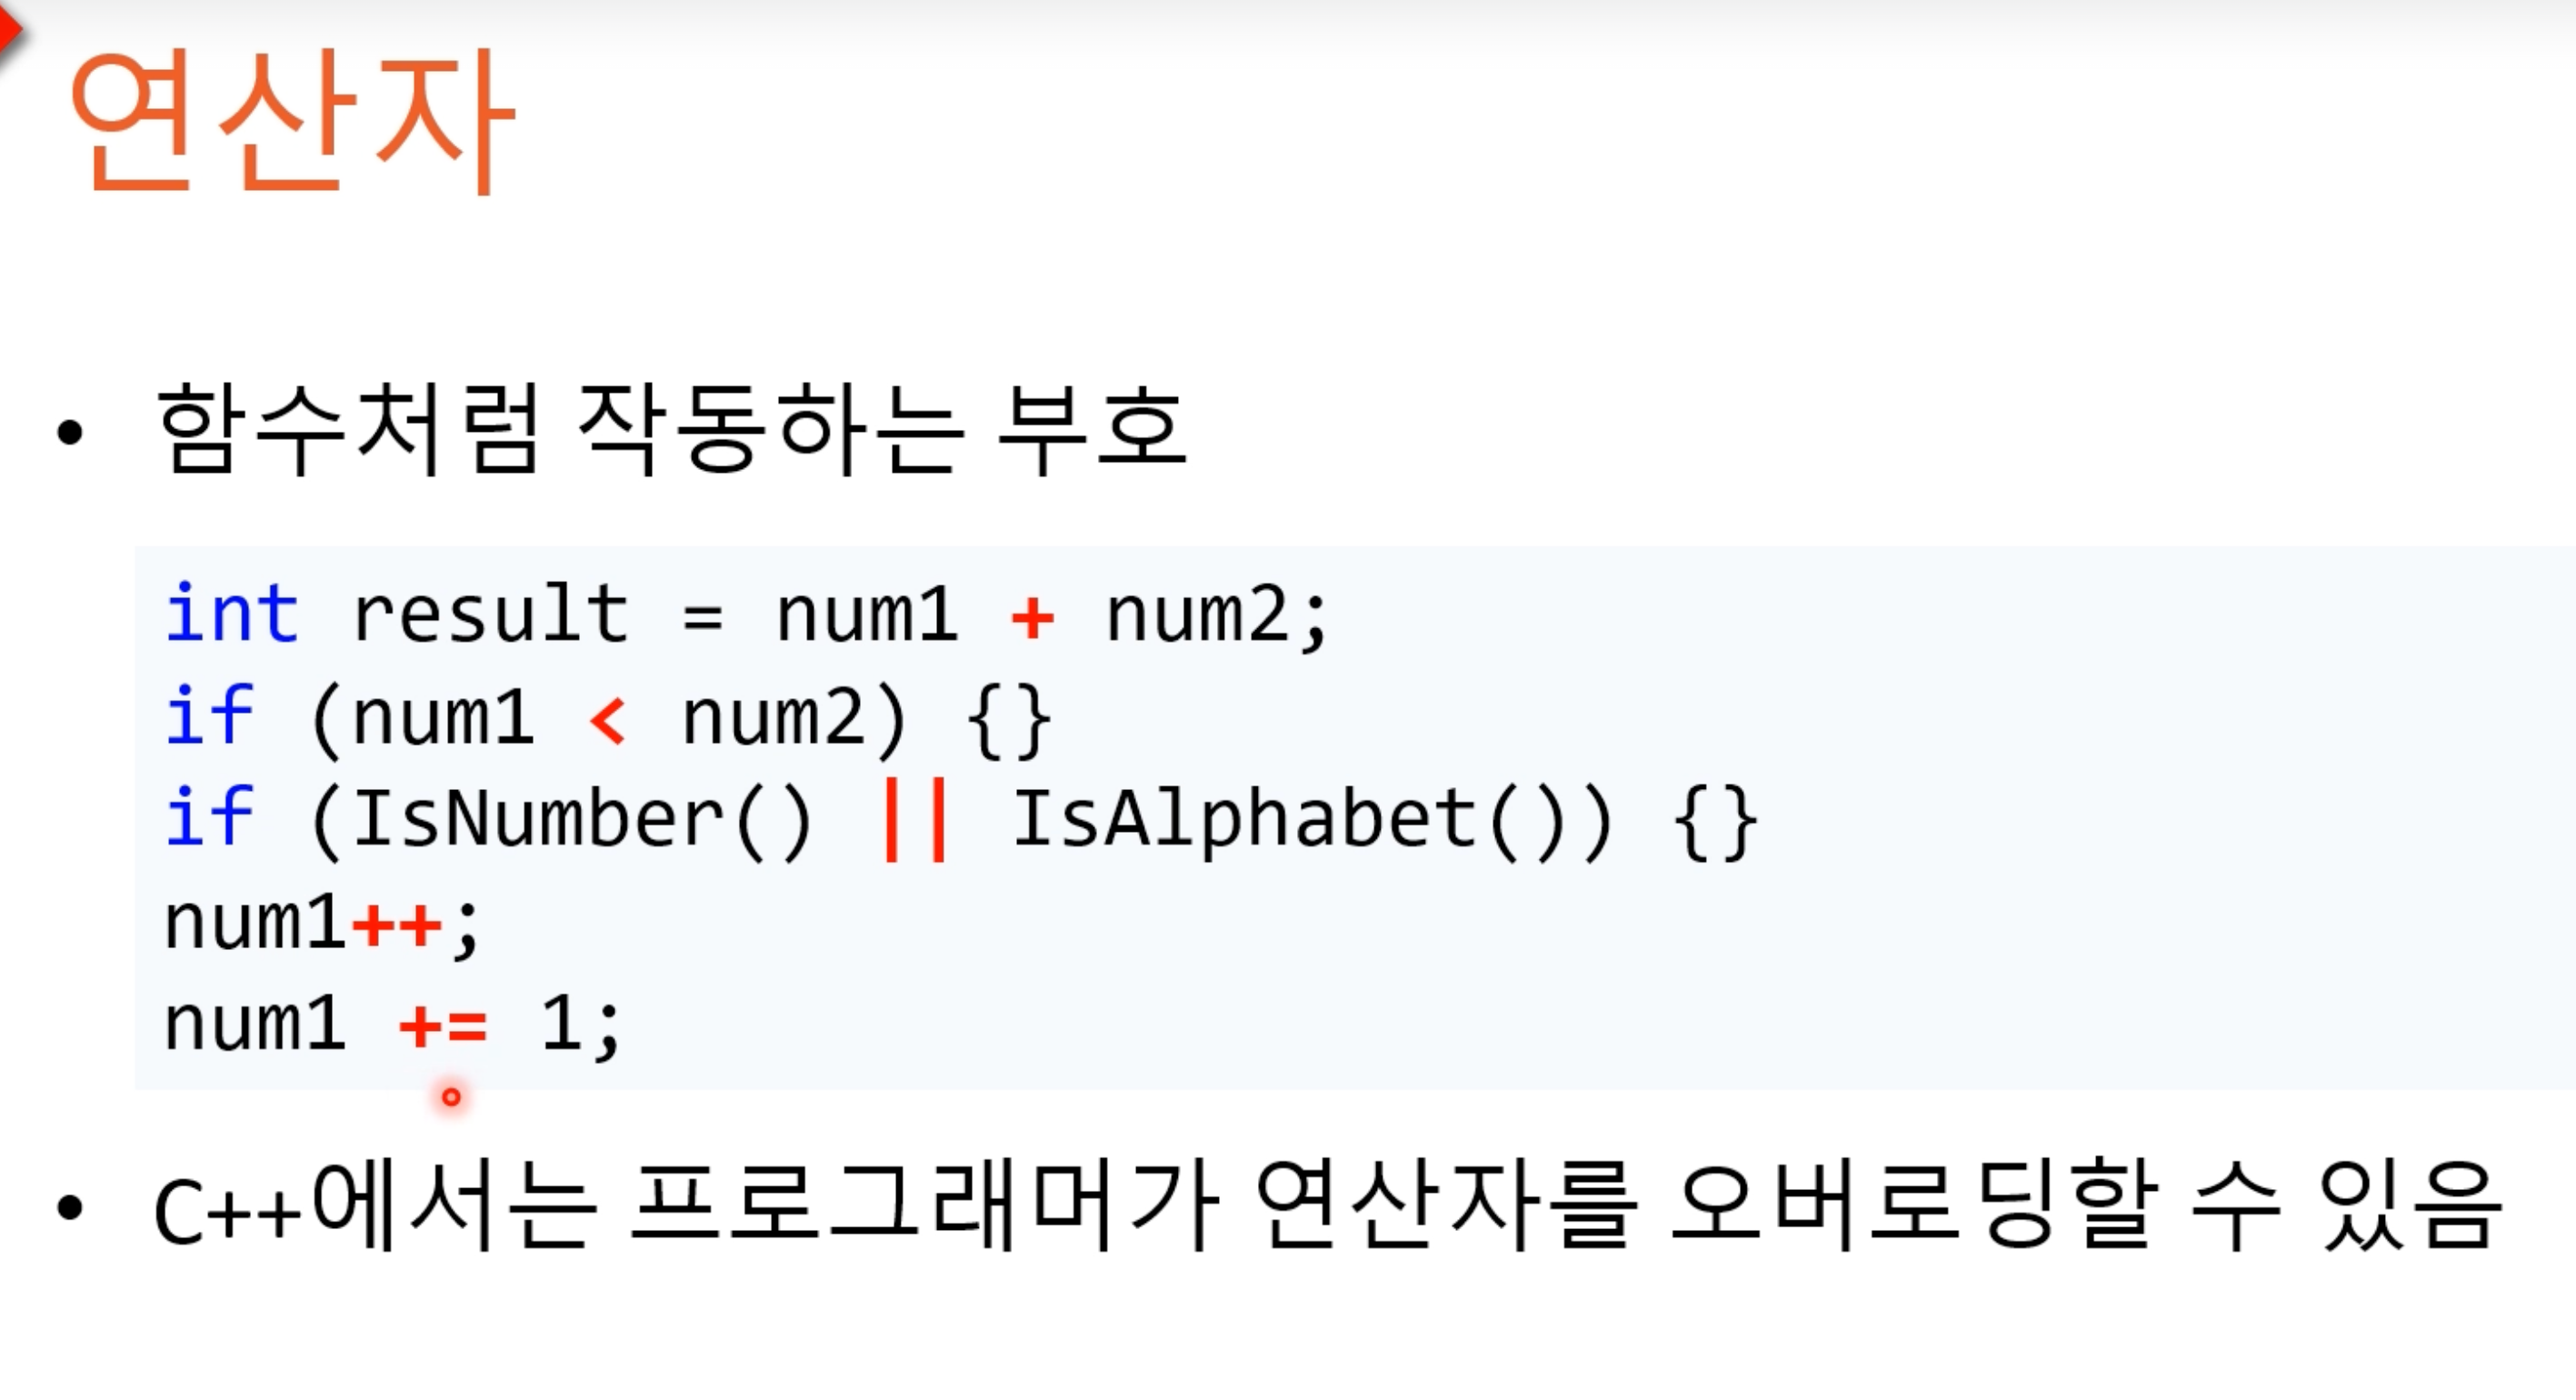 연산자
• 함수처럼 작동하는 부호
int result = num1 + num2;
if (num1 < num2) {}
if (IsNumber() || IsAlphabet()) {}
num1++;
num1 += 1;
• C++에서는 프로그래머가 연산자를 오버로딩할 수 있음